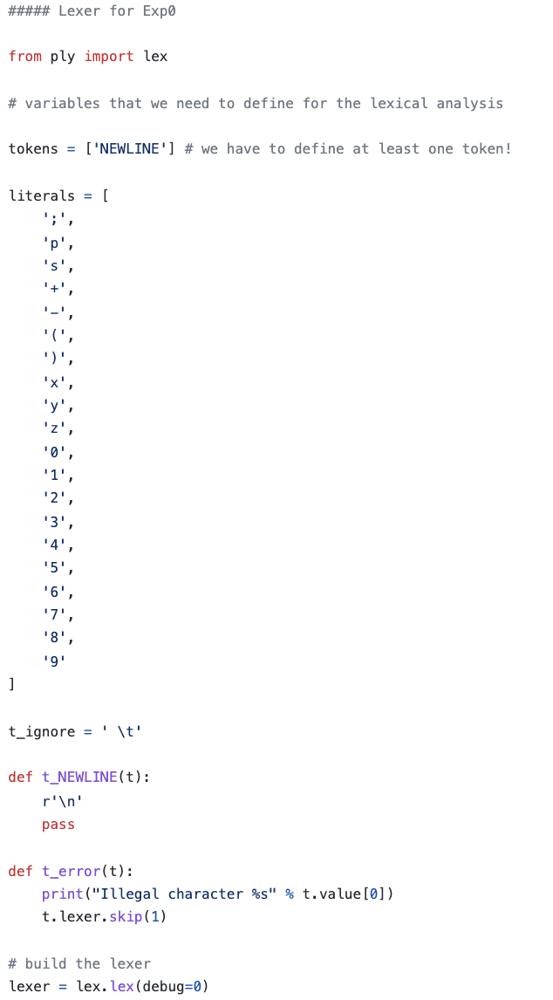 ##### Lexer for Exp0
from ply import lex
# variables that we need to define for the lexical analysis
tokens = ['NEWLINE'] # we have to define at least one token!
literals = [
    ';',
    'p',
    's',
    '+',
    '-',
    '(',
    ')',
    'x',
    'y',
    'z',
    '0',
    '1',
    '2',
    '3',
    '4',
    '5',
    '6',
    '7',
    '8',
    '9'
]
t_ignore = ' \t'
def t_NEWLINE(t):
    r'\n'
    pass
def t_error(t):
    print("Illegal character %s" % t.value[0])
    t.lexer.skip(1)
# build the lexer
lexer = lex.lex(debug=0)